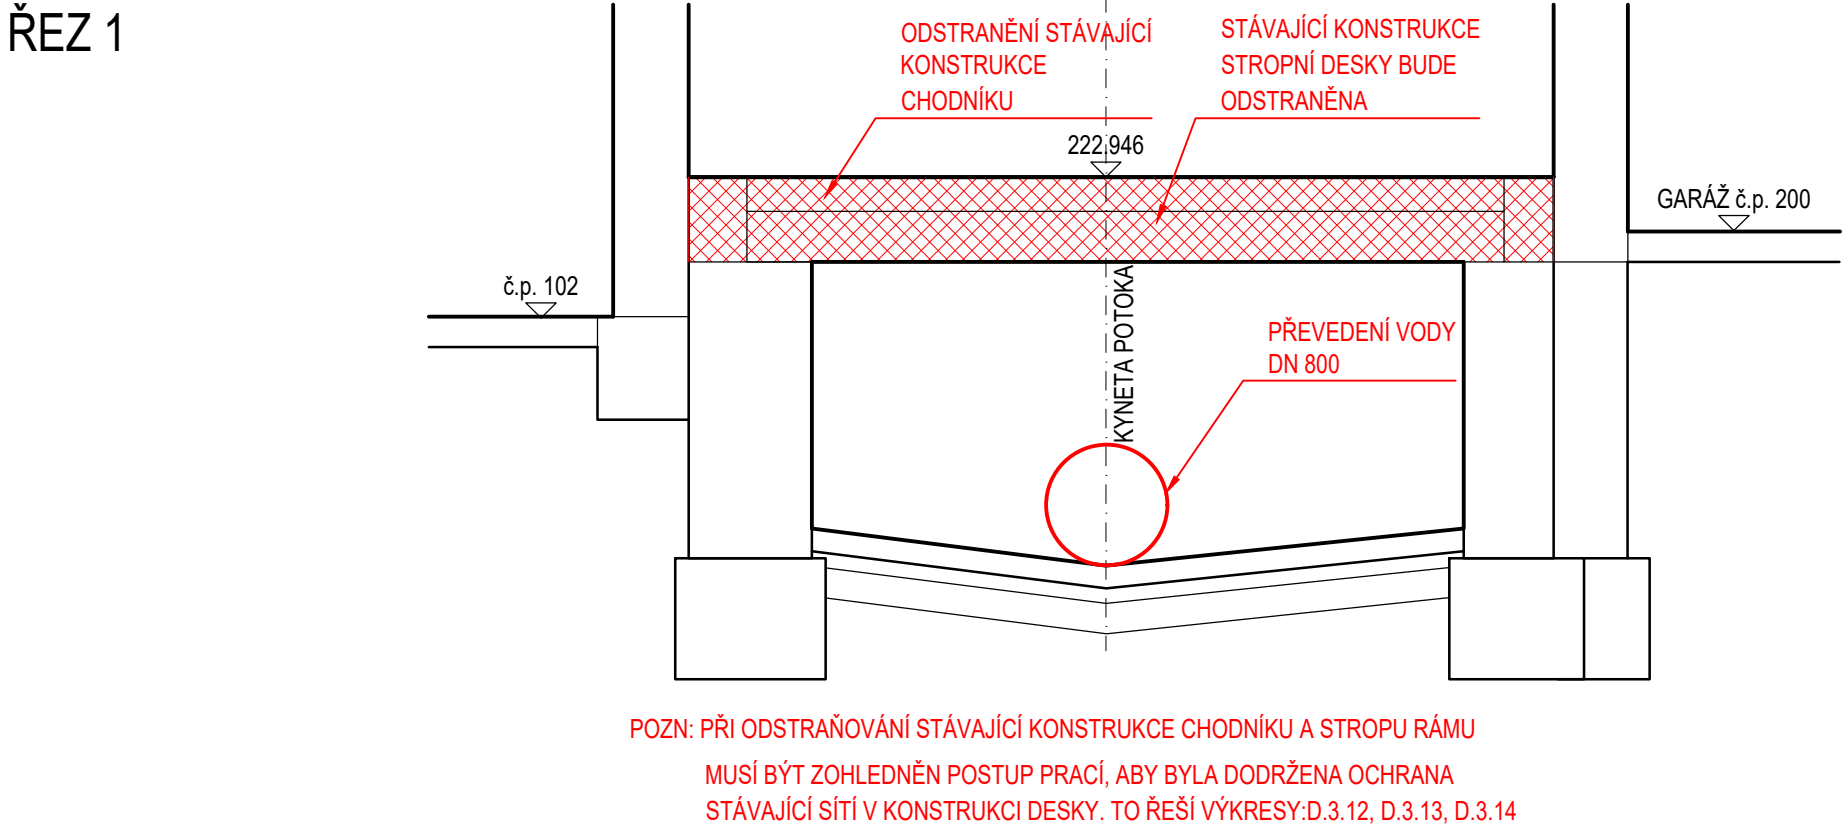 ŘEZ 1
ODSTRANĚNÍ STÁVAJÍCÍ
KONSTRUKCE
CHODNÍKU
STÁVAJÍCÍ KONSTRUKCE
STROPNÍ DESKY BUDE
ODSTRANĚNA
222,946
GARÁŽ č.p. 200
č.p. 102
KYNETA POTOKA
PŘEVEDENÍ VODY
DN 800
POZN: PŘI ODSTRAŇOVÁNÍ STÁVAJÍCÍ KONSTRUKCE CHODNÍKU A STROPU RÁMU
MUSÍ BÝT ZOHLEDNĚN POSTUP PRACÍ, ABY BYLA DODRŽENA OCHRANA
STÁVAJÍCÍ SÍTÍ V KONSTRUKCI DESKY. TO ŘEŠÍ VÝKRESY:D.3.12, D.3.13, D.3.14